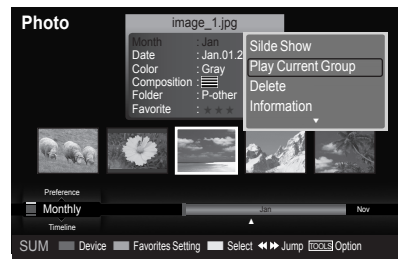 Photo
image_1.jpg
Month : Jan
Date : Jan.01.2
Color : Gray
Composition :
Folder : P-other
Favorite : ★ ★ ★
Silde Show
Play Current Group
Delete
Information
Preference
Monthly
Timeline
Jan
Nov
SUM Device Favorites Setting Select Jump TOOLS Option